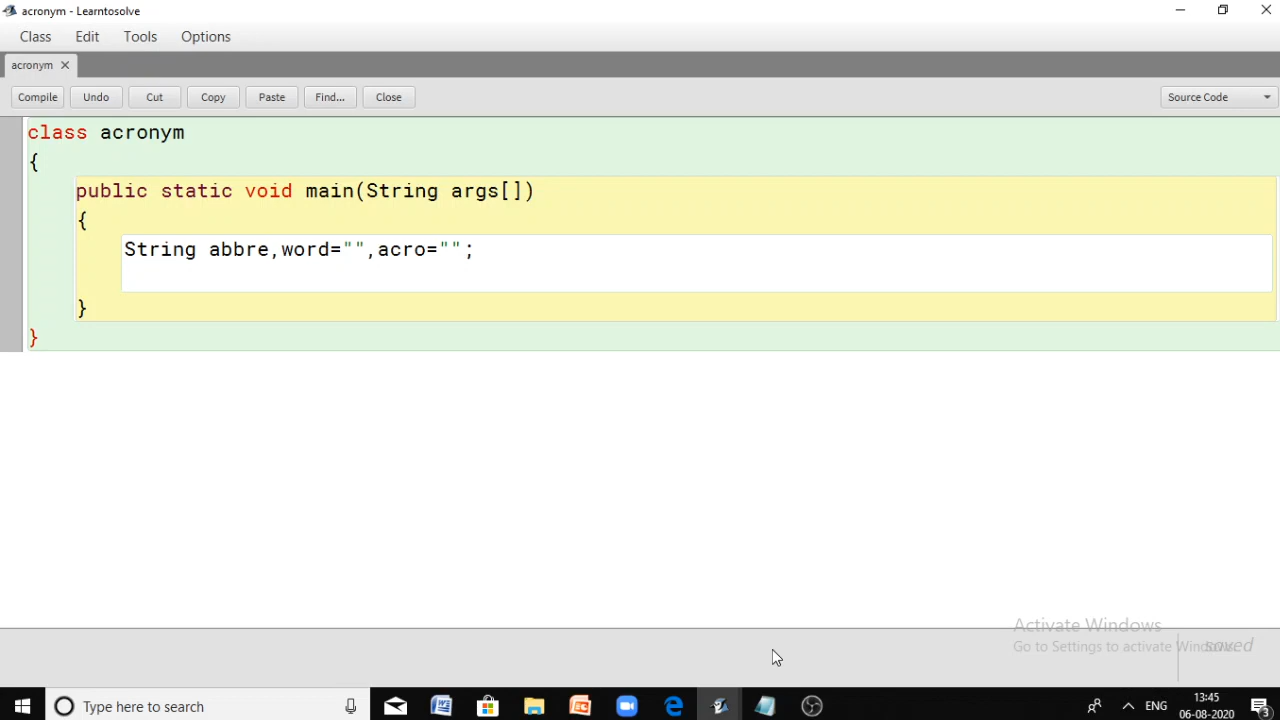 acronym - Learntosolve
Class Edit Tools Options
acronym
Compile Undo Cut Copy Paste Find... Close Source Code
class acronym
{
public static void main(String args[])
{
String abbre,word="",acro="";
}
}
Activate Windows
Go to Settings to activate Windows.
saved
Type here to search
ENG
13:45
06-08-2020
3